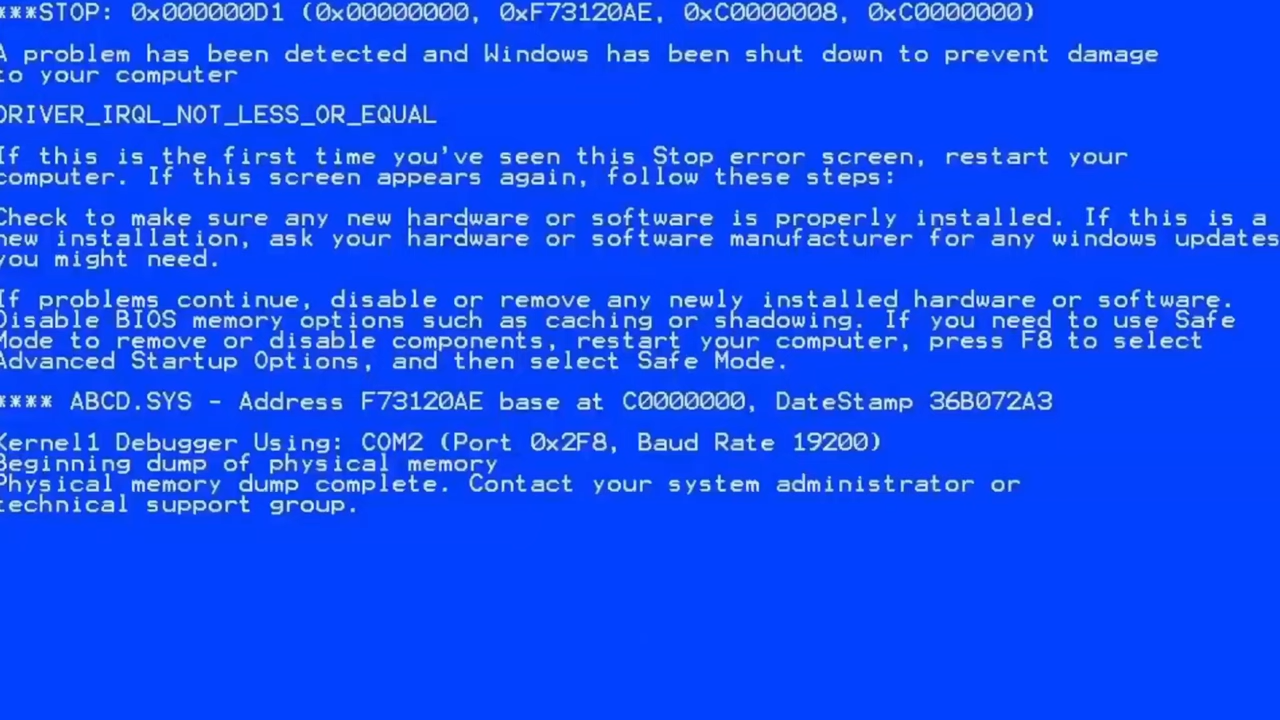 ***STOP: 0x000000D1 (0x00000000, 0xF73120AE, 0xC0000008, 0xC0000000)
A problem has been detected and Windows has been shut down to prevent damage
to your computer
DRIVER_IRQL_NOT_LESS_OR_EQUAL
If this is the first time you've seen this Stop error screen, restart your
computer. If this screen appears again, follow these steps:
Check to make sure any new hardware or software is properly installed. If this is a
new installation, ask your hardware or software manufacturer for any windows updates
you might need.
If problems continue, disable or remove any newly installed hardware or software.
Disable BIOS memory options such as caching or shadowing. If you need to use Safe
Mode to remove or disable components, restart your computer, press F8 to select
Advanced Startup Options, and then select Safe Mode.
**** ABCD.SYS - Address F73120AE base at C0000000, DateStamp 36B072A3
Kernel1 Debugger Using: COM2 (Port 0x2F8, Baud Rate 19200)
Beginning dump of physical memory
Physical memory dump complete. Contact your system administrator or
technical support group.